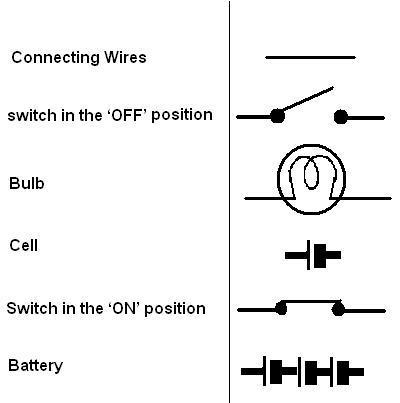 Connecting Wires
switch in the ‘OFF’ position
Bulb
Cell
Switch in the ‘ON’ position
Battery